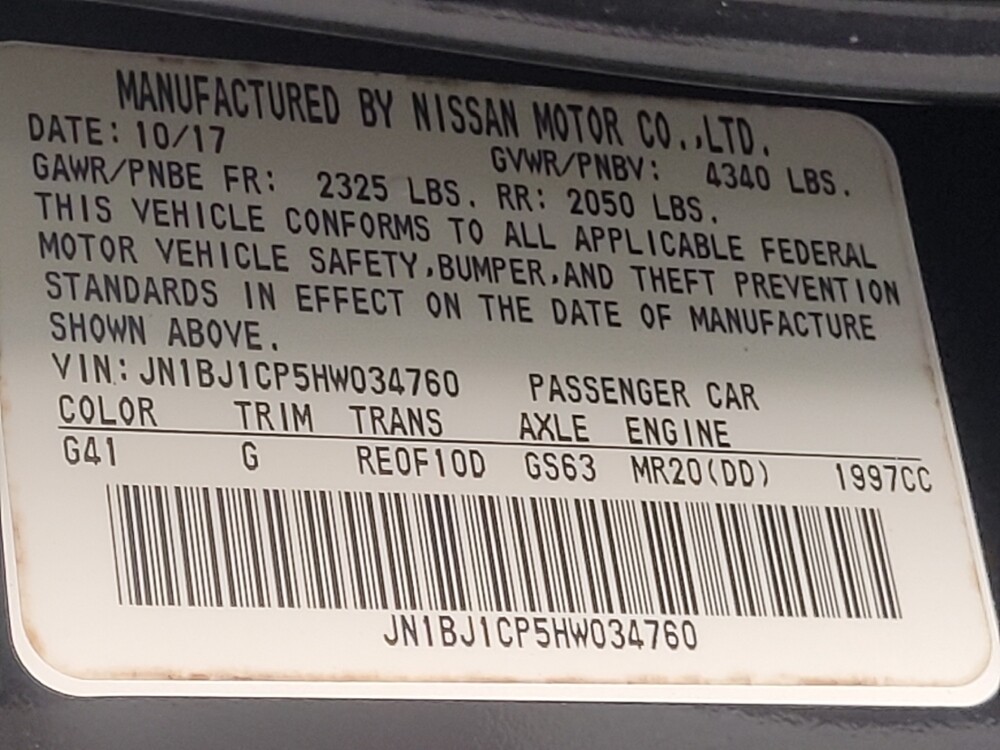 MANUFACTURED BY NISSAN MOTOR CO.,LTD.
DATE: 10/17 GVWR/PNBV: 4340 LBS.
GAWR/PNBE FR: 2325 LBS. RR: 2050 LBS.
THIS VEHICLE CONFORMS TO ALL APPLICABLE FEDERAL
MOTOR VEHICLE SAFETY,BUMPER,AND THEFT PREVENTION
STANDARDS IN EFFECT ON THE DATE OF MANUFACTURE
SHOWN ABOVE.
VIN: JN1BJ1CP5HW034760 PASSENGER CAR
COLOR TRIM TRANS AXLE ENGINE
G41 G RE0F10D GS63 MR20(DD) 1997CC
JN1BJ1CP5HW034760